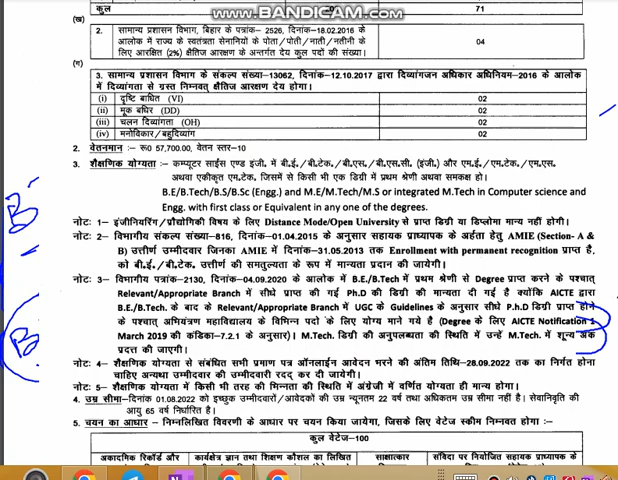 www.BANDICAM.com
कुल 71
(ख)
2. सामान्य प्रशासन विभाग, बिहार के पत्रांक- 2526, दिनांक-18.02.2016 के
आलोक में राज्य के स्वतंत्रता सेनानियों के पोता/पोती/नाती/नतीनी के
लिए आरक्षित (2%) क्षैतिज आरक्षण के अन्तर्गत देय कुल पदों की संख्या। 04
(ग)
3. सामान्य प्रशासन विभाग के संकल्प संख्या-13062, दिनांक-12.10.2017 द्वारा दिव्यांगजन अधिकार अधिनियम-2016 के आलोक
में दिव्यांगता से ग्रस्त निम्नवत् क्षैतिज आरक्षण देय होगा।
(i) दृष्टि बाधित (VI) 02
(ii) मूक बधिर (DD) 02
(iii) चलन दिव्यांगता (OH) 02
(iv) मनोविकार/बहुदिव्यांग 02
2. वेतनमान :– रू0 57,700.00, वेतन स्तर-10
3. शैक्षणिक योग्यता :– कम्प्यूटर साईंस एण्ड इंजी. में बी.ई./बी.टेक./बी.एस./बी.एस.सी. (इंजी.) और एम.ई./एम.टेक./एम.एस.
अथवा एकीकृत एम.टेक. जिसमें से किसी भी एक डिग्री में प्रथम श्रेणी अथवा समकक्ष हो।
B.E/B.Tech/B.S/B.Sc (Engg.) and M.E/M.Tech/M.S or integrated M.Tech in Computer science and
Engg. with first class or Equivalent in any one of the degrees.
नोट: 1- इंजीनियरिंग/प्रौद्योगिकी विषय के लिए Distance Mode/Open University से प्राप्त डिग्री या डिप्लोमा मान्य नहीं होगी।
नोट: 2- विभागीय संकल्प संख्या-816, दिनांक-01.04.2015 के अनुसार सहायक प्राध्यापक के अर्हता हेतु AMIE (Section- A &
B) उत्तीर्ण उम्मीदवार जिनका AMIE में दिनांक-31.05.2013 तक Enrollment with permanent recognition प्राप्त है,
को बी.ई./बी.टेक. उत्तीर्ण की समतुल्यता के रूप में मान्यता प्रदान की जायेगी।
नोट: 3- विभागीय पत्रांक-2130, दिनांक-04.09.2020 के आलोक में B.E/B.Tech में प्रथम श्रेणी से Degree प्राप्त करने के पश्चात्
Relevant/Appropriate Branch में सीधे प्राप्त की गई Ph.D की डिग्री की मान्यता दी गई है क्योंकि AICTE द्वारा
B.E./B.Tech. के बाद के Relevant/Appropriate Branch में UGC के Guidelines के अनुसार सीधे P.h.D डिग्री प्राप्त होने
के पश्चात् अभियंत्रण महाविद्यालय के विभिन्न पदों के लिए योग्य माने गये है (Degree के लिए AICTE Notification 1
March 2019 की कंडिका-7.2.1 के अनुसार)। M.Tech. डिग्री की अनुपलब्धता की स्थिति में उन्हें M.Tech. में शून्य अंक
प्रदत्त की जाएगी।
नोट: 4- शैक्षणिक योग्यता से संबंधित सभी प्रमाण पत्र ऑनलाईन आवेदन भरने की अंतिम तिथि-28.09.2022 तक का निर्गत होना
चाहिए अन्यथा उम्मीदवार की उम्मीदवारी रदद् कर दी जायेगी।
नोट: 5- शैक्षणिक योग्यता में किसी भी तरह की भिन्नता की स्थिति में अंग्रेजी में वर्णित योग्यता ही मान्य होगा।
4. उम्र सीमा–दिनांक 01.08.2022 को इच्छुक उम्मीदवारों/आवेदकों की उम्र न्यूनतम 22 वर्ष तथा अधिकतम उम्र सीमा नहीं है। सेवानिवृति की
आयु 65 वर्ष निर्धारित है।
5. चयन का आधार – निम्नलिखित विवरणी के आधार पर चयन किया जायेगा, जिसके लिए वेटेज स्कीम निम्नवत होगा :–
कुल वेटेज-100
अकादमिक रिकॉर्ड और कार्यक्षेत्र ज्ञान तथा शिक्षण कौशल का लिखित साक्षात्कार संविदा पर नियोजित सहायक प्राध्यापक के